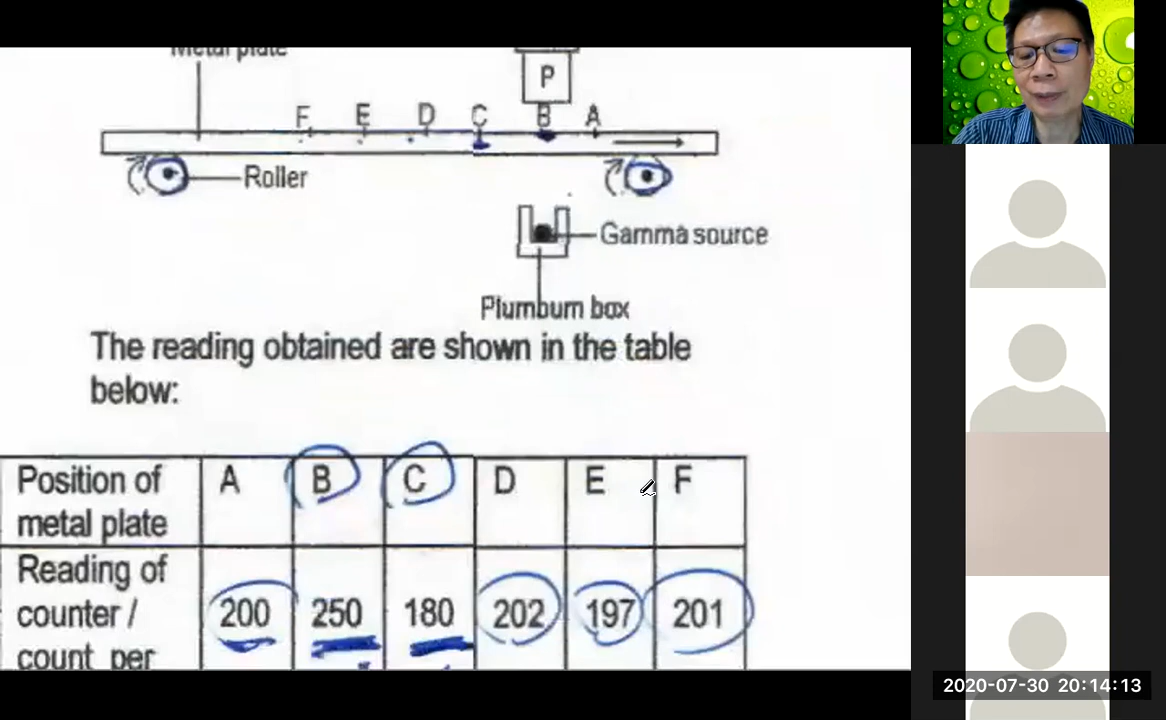 Metal plate
P
F E D C B A
Roller
Gamma source
Plumbum box
The reading obtained are shown in the table
below:
Position of
metal plate
A B C D E F
Reading of
counter /
count per
200 250 180 202 197 201
2020-07-30 20:14:13